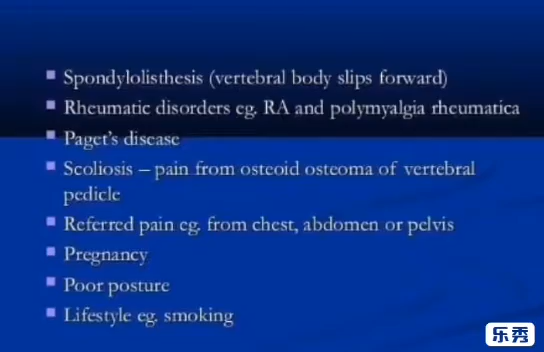 Spondylolisthesis (vertebral body slips forward)
Rheumatic disorders eg. RA and polymyalgia rheumatica
Paget's disease
Scoliosis – pain from osteoid osteoma of vertebral
pedicle
Referred pain eg. from chest, abdomen or pelvis
Pregnancy
Poor posture
Lifestyle eg. smoking
乐秀